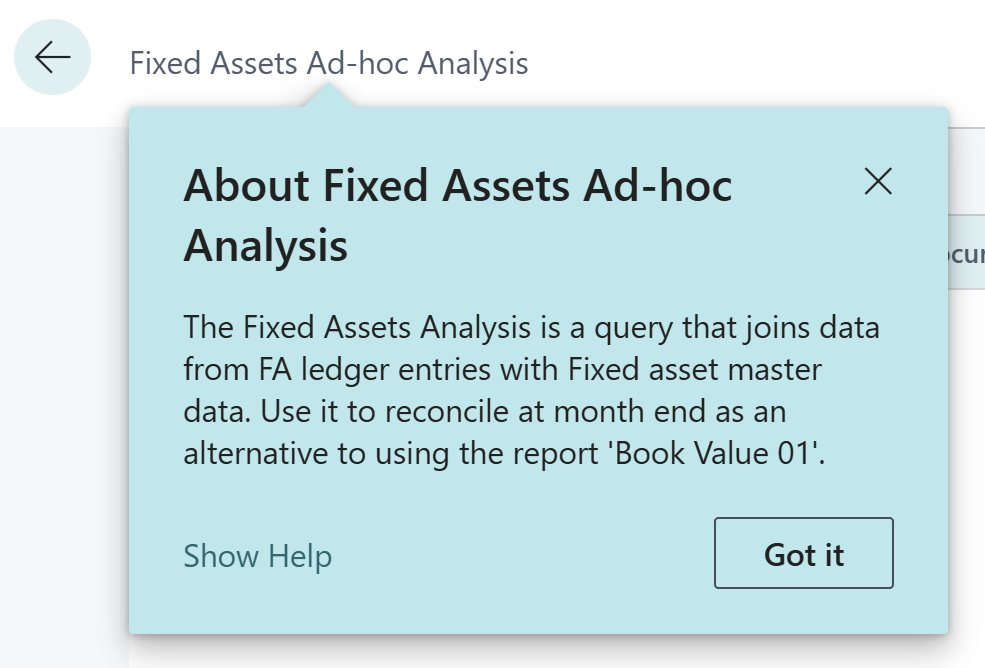 Fixed Assets Ad-hoc Analysis
About Fixed Assets Ad-hoc
Analysis
The Fixed Assets Analysis is a query that joins data
from FA ledger entries with Fixed asset master
data. Use it to reconcile at month end as an
alternative to using the report 'Book Value 01'.
Show Help
Got it